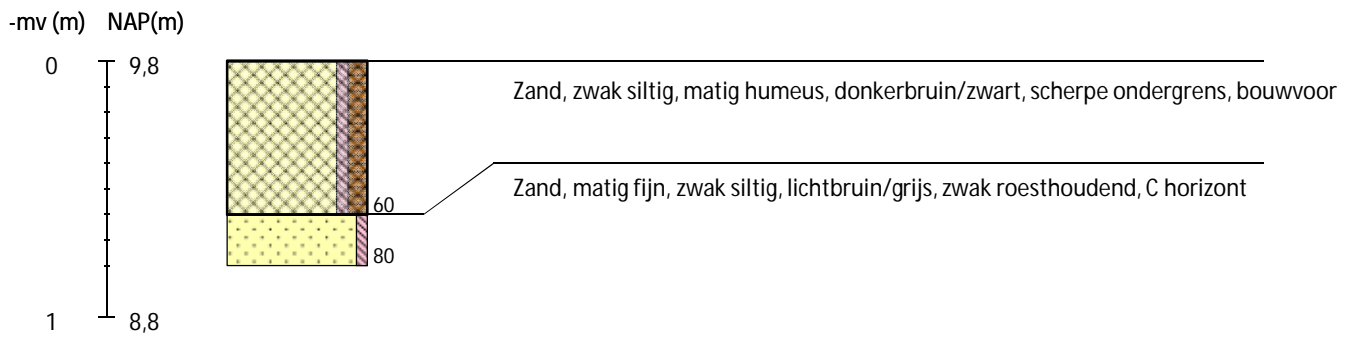 -mv (m) NAP(m)
0 9,8
Zand, zwak siltig, matig humeus, donkerbruin/zwart, scherpe ondergrens, bouwvoor
Zand, matig fijn, zwak siltig, lichtbruin/grijs, zwak roesthoudend, C horizont
60
80
1 8,8